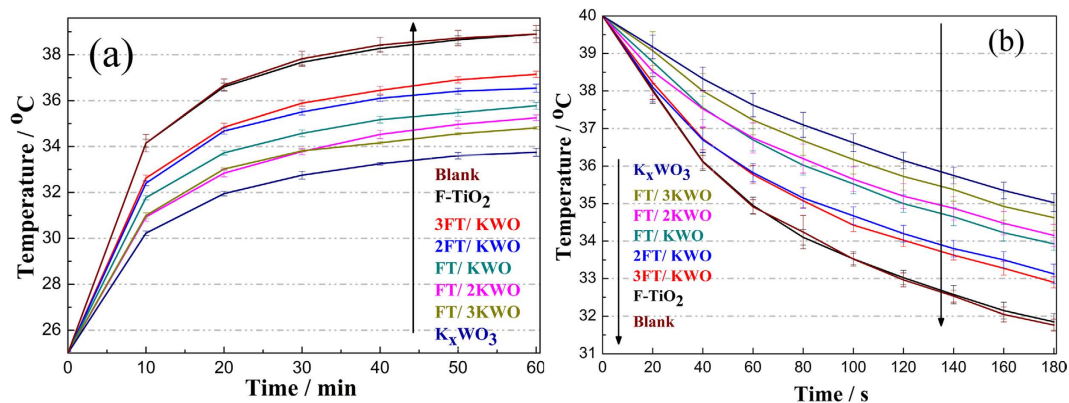 (a)
Temperature / ⁰C
38
36
34
32
30
28
26
0 10 20 30 40 50 60
Time / min
Blank
F-TiO₂
3FT/ KWO
2FT/ KWO
FT/ KWO
FT/ 2KWO
FT/ 3KWO
KₓWO₃
(b)
Temperature / ⁰C
40
39
38
37
36
35
34
33
32
31
0 20 40 60 80 100 120 140 160 180
Time / s
KₓWO₃
FT/ 3KWO
FT/ 2KWO
FT/ KWO
2FT/ KWO
3FT/ KWO
F-TiO₂
Blank